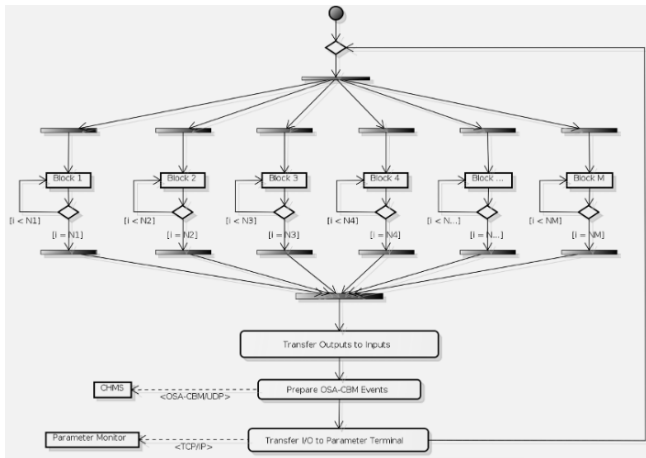 Block 1
Block 2
Block 3
Block 4
Block ...
Block M
[i < N1]
[i < N2]
[i < N3]
[i < N4]
[i < N...]
[i < NM]
[i = N1]
[i = N2]
[i = N3]
[i = N4]
[i = N...]
[i = NM]
Transfer Outputs to Inputs
CHMS
<OSA-CBM/UDP>
Prepare OSA-CBM Events
Parameter Monitor
<TCP/IP>
Transfer I/O to Parameter Terminal